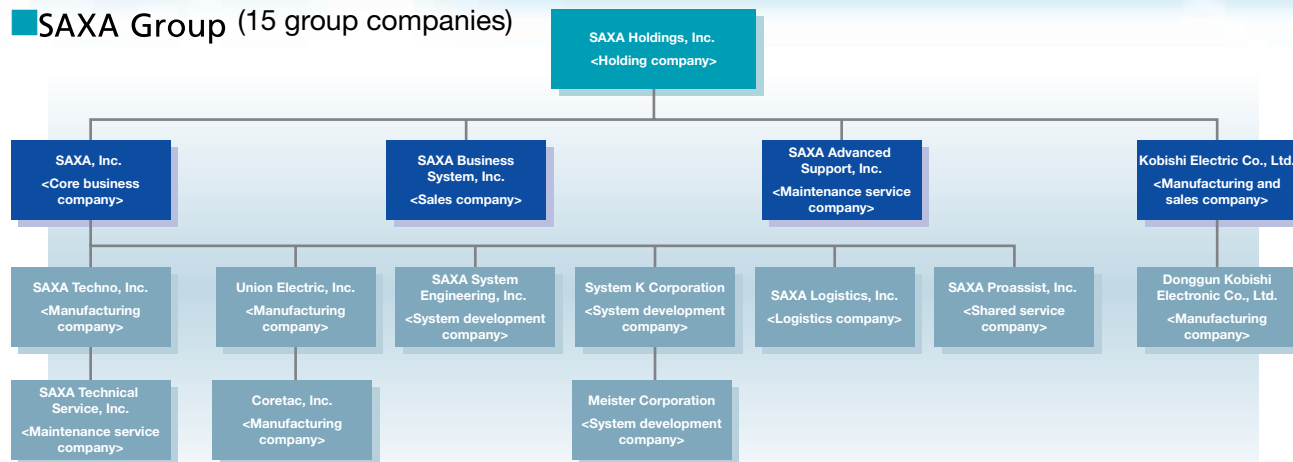 SAXA Group (15 group companies)
SAXA Holdings, Inc.
<Holding company>
SAXA, Inc.
<Core business
company>
SAXA Business
System, Inc.
<Sales company>
SAXA Advanced
Support, Inc.
<Maintenance service
company>
Kobishi Electric Co., Ltd.
<Manufacturing and
sales company>
SAXA Techno, Inc.
<Manufacturing
company>
Union Electric, Inc.
<Manufacturing
company>
SAXA System
Engineering, Inc.
<System development
company>
System K Corporation
<System development
company>
SAXA Logistics, Inc.
<Logistics company>
SAXA Proassist, Inc.
<Shared service
company>
Donggun Kobishi
Electronic Co., Ltd.
<Manufacturing
company>
SAXA Technical
Service, Inc.
<Maintenance service
company>
Coretac, Inc.
<Manufacturing
company>
Meister Corporation
<System development
company>